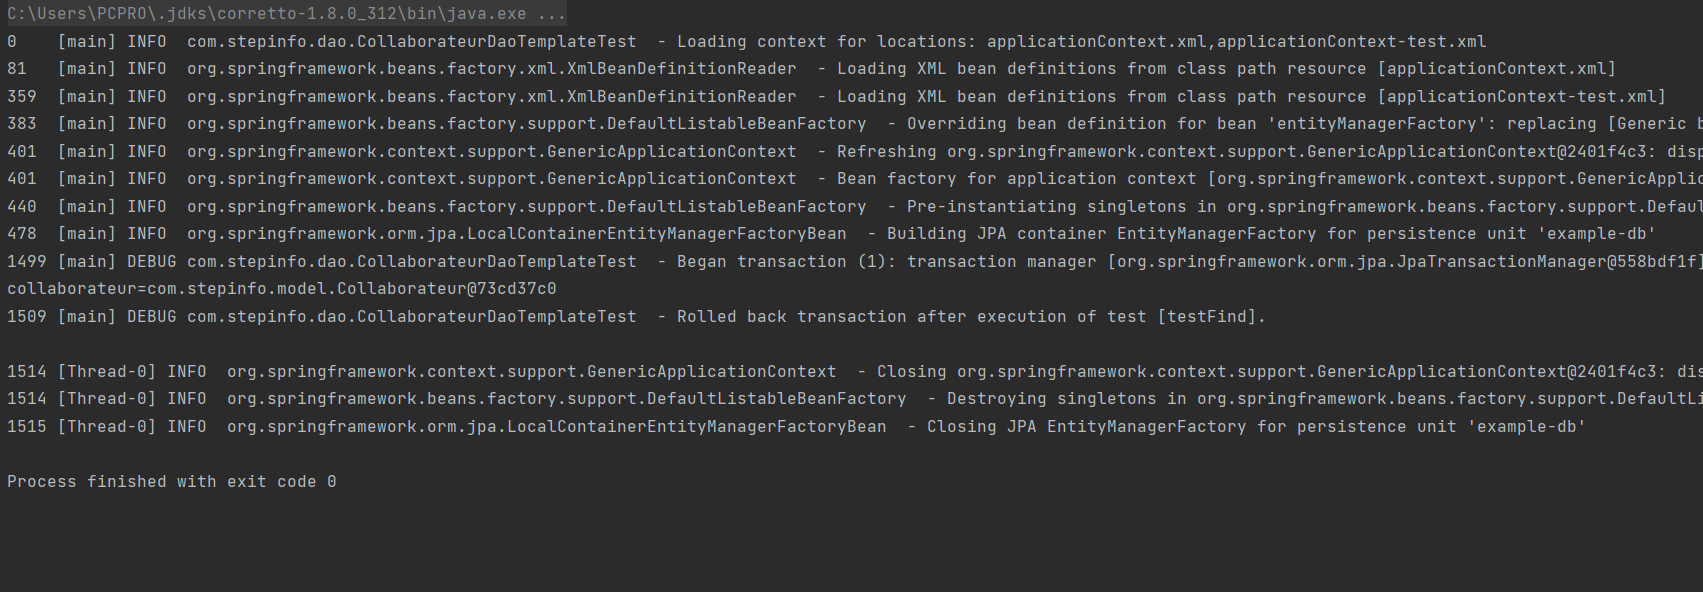 C:\Users\PCPRO\.jdks\corretto-1.8.0_312\bin\java.exe ...
0    [main] INFO  com.stepinfo.dao.CollaborateurDaoTemplateTest  - Loading context for locations: applicationContext.xml,applicationContext-test.xml
81   [main] INFO  org.springframework.beans.factory.xml.XmlBeanDefinitionReader  - Loading XML bean definitions from class path resource [applicationContext.xml]
359  [main] INFO  org.springframework.beans.factory.xml.XmlBeanDefinitionReader  - Loading XML bean definitions from class path resource [applicationContext-test.xml]
383  [main] INFO  org.springframework.beans.factory.support.DefaultListableBeanFactory  - Overriding bean definition for bean 'entityManagerFactory': replacing [Generic b
401  [main] INFO  org.springframework.context.support.GenericApplicationContext  - Refreshing org.springframework.context.support.GenericApplicationContext@2401f4c3: disp
401  [main] INFO  org.springframework.context.support.GenericApplicationContext  - Bean factory for application context [org.springframework.context.support.GenericApplic
440  [main] INFO  org.springframework.beans.factory.support.DefaultListableBeanFactory  - Pre-instantiating singletons in org.springframework.beans.factory.support.Defaul
478  [main] INFO  org.springframework.orm.jpa.LocalContainerEntityManagerFactoryBean  - Building JPA container EntityManagerFactory for persistence unit 'example-db'
1499 [main] DEBUG com.stepinfo.dao.CollaborateurDaoTemplateTest  - Began transaction (1): transaction manager [org.springframework.orm.jpa.JpaTransactionManager@558bdf1f]
collaborateur=com.stepinfo.model.Collaborateur@73cd37c0
1509 [main] DEBUG com.stepinfo.dao.CollaborateurDaoTemplateTest  - Rolled back transaction after execution of test [testFind].
1514 [Thread-0] INFO  org.springframework.context.support.GenericApplicationContext  - Closing org.springframework.context.support.GenericApplicationContext@2401f4c3: dis
1514 [Thread-0] INFO  org.springframework.beans.factory.support.DefaultListableBeanFactory  - Destroying singletons in org.springframework.beans.factory.support.DefaultLi
1515 [Thread-0] INFO  org.springframework.orm.jpa.LocalContainerEntityManagerFactoryBean  - Closing JPA EntityManagerFactory for persistence unit 'example-db'
Process finished with exit code 0